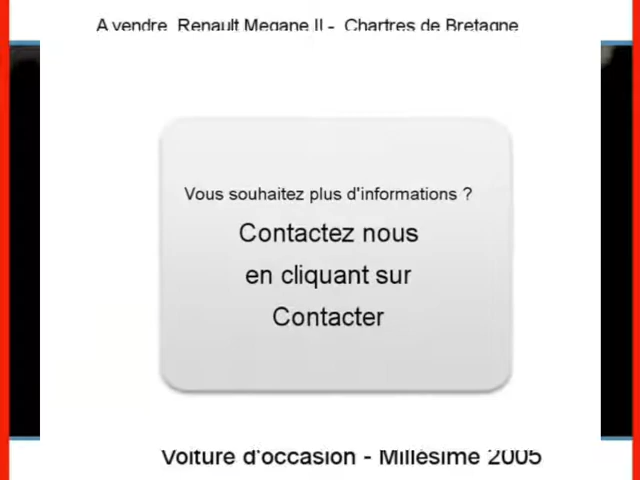 A vendre Renault Megane II - Chartres de Bretagne
Vous souhaitez plus d'informations ?
Contactez nous
en cliquant sur
Contacter
Voiture d'occasion - Millésime 2005